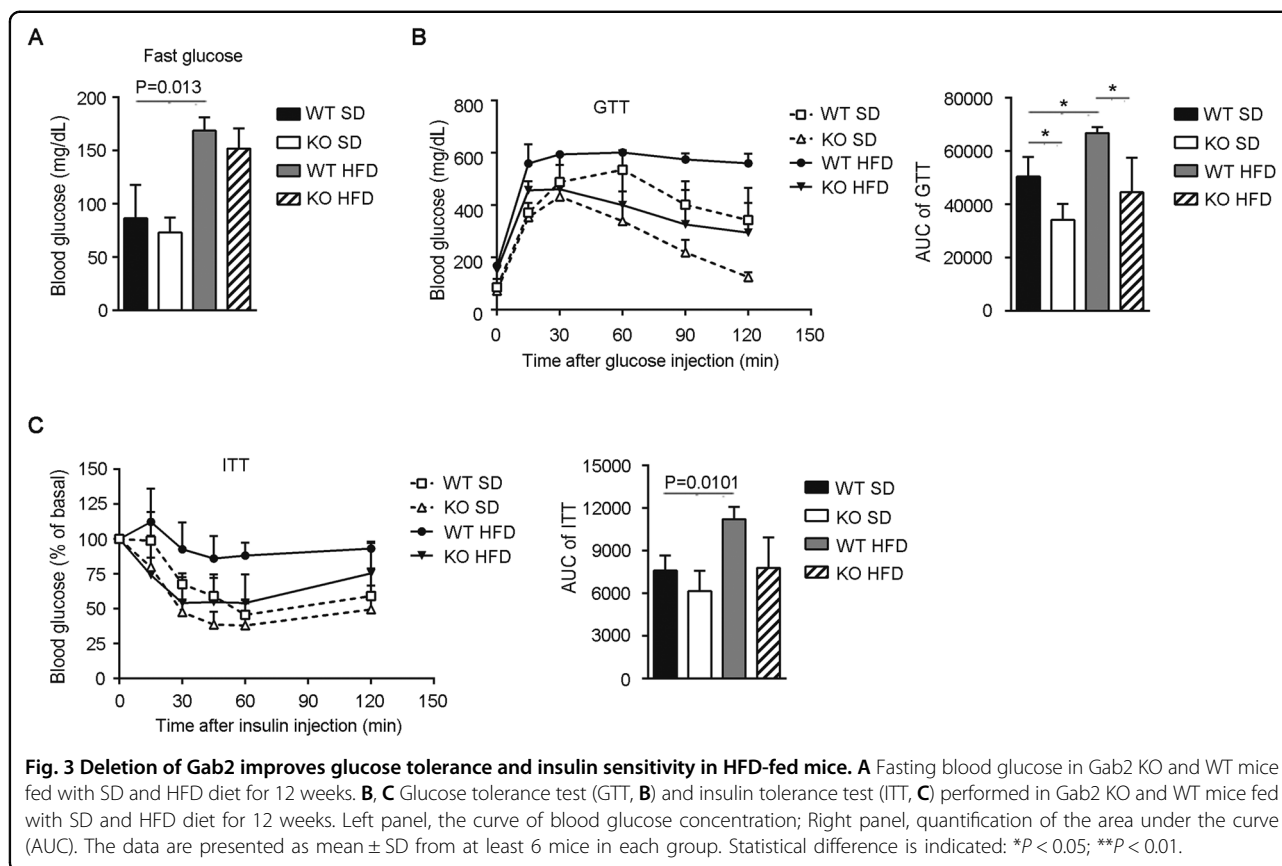 A
Fast glucose
P=0.013
Blood glucose (mg/dL)
200
150
100
50
0
WT SD
KO SD
WT HFD
KO HFD
B
GTT
Blood glucose (mg/dL)
800
600
400
200
0
0 30 60 90 120 150
Time after glucose injection (min)
WT SD
KO SD
WT HFD
KO HFD
AUC of GTT
80000
60000
40000
20000
0
*
*
*
WT SD
KO SD
WT HFD
KO HFD
C
ITT
Blood glucose (% of basal)
150
125
100
75
50
25
0
0 30 60 90 120 150
Time after insulin injection (min)
WT SD
KO SD
WT HFD
KO HFD
AUC of ITT
15000
12000
9000
6000
3000
0
P=0.0101
WT SD
KO SD
WT HFD
KO HFD
Fig. 3 Deletion of Gab2 improves glucose tolerance and insulin sensitivity in HFD-fed mice. A Fasting blood glucose in Gab2 KO and WT mice
fed with SD and HFD diet for 12 weeks. B, C Glucose tolerance test (GTT, B) and insulin tolerance test (ITT, C) performed in Gab2 KO and WT mice fed
with SD and HFD diet for 12 weeks. Left panel, the curve of blood glucose concentration; Right panel, quantification of the area under the curve
(AUC). The data are presented as mean ± SD from at least 6 mice in each group. Statistical difference is indicated: *P < 0.05; **P < 0.01.